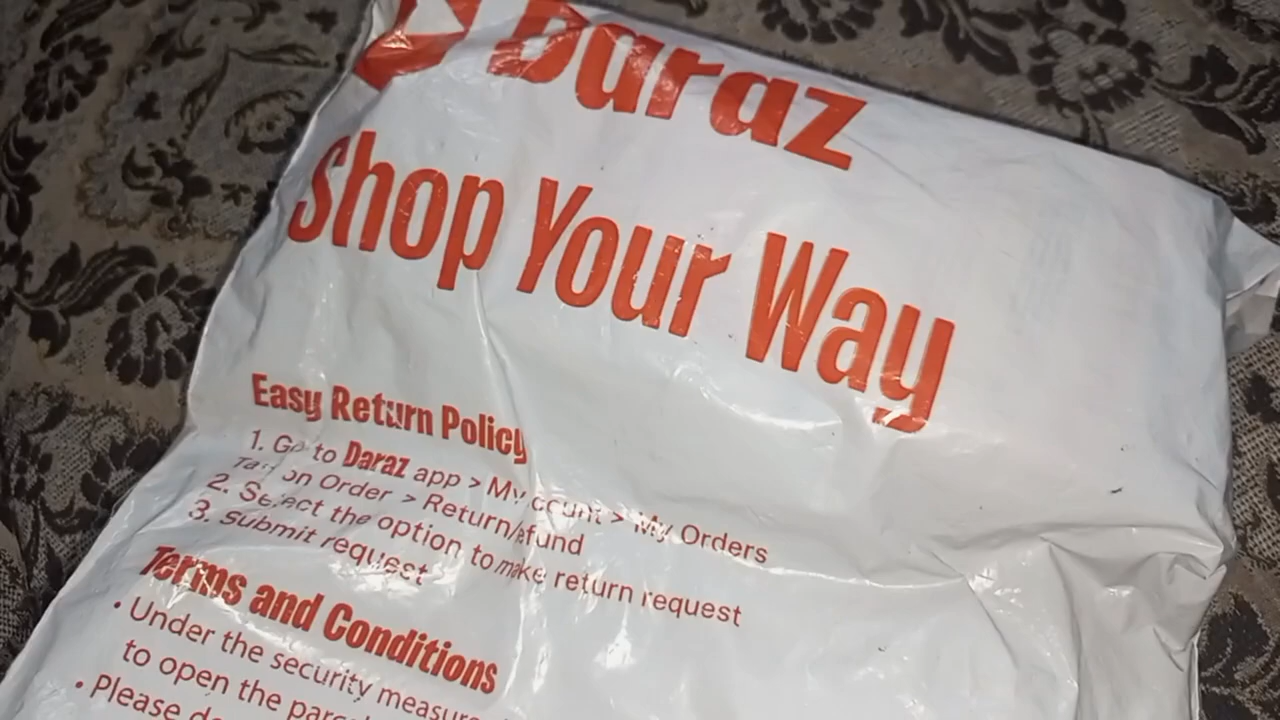 Daraz
Shop Your Way
Easy Return Policy
1. Go to Daraz app > My ccount > My Orders
Tap on Order > Return/efund
2. Select the option to make return request
3. Submit request
Terms and Conditions
• Under the security measure
to open the parcel
• Please do